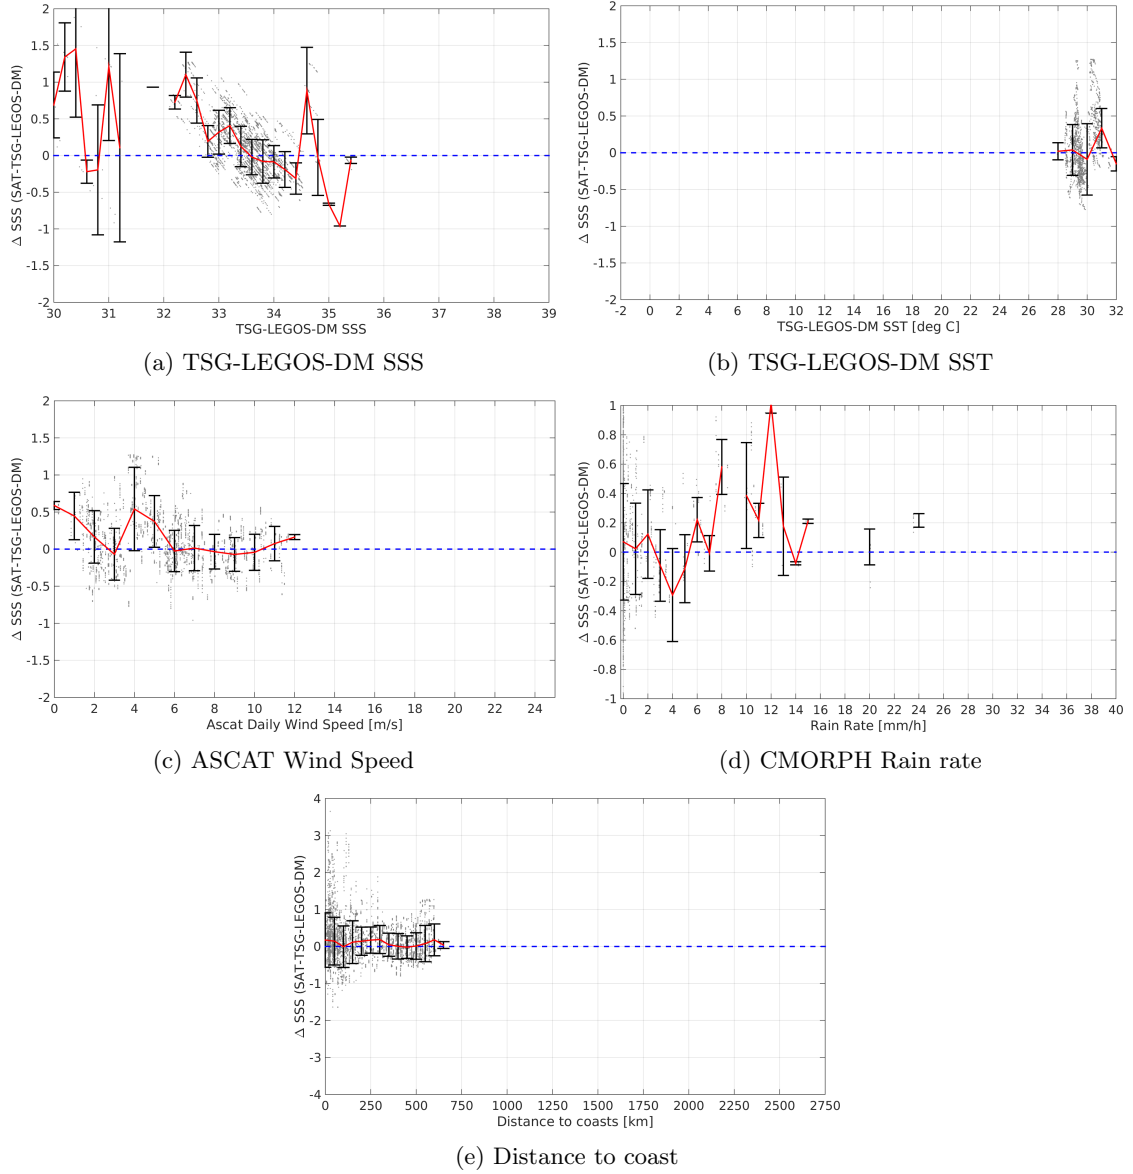 2
1.5
1
0.5
0
-0.5
-1
-1.5
-2
Δ SSS (SAT-TSG-LEGOS-DM)
30 31 32 33 34 35 36 37 38 39
TSG-LEGOS-DM SSS
(a) TSG-LEGOS-DM SSS
2
1.5
1
0.5
0
-0.5
-1
-1.5
-2
Δ SSS (SAT-TSG-LEGOS-DM)
-2 0 2 4 6 8 10 12 14 16 18 20 22 24 26 28 30 32
TSG-LEGOS-DM SST [deg C]
(b) TSG-LEGOS-DM SST
2
1.5
1
0.5
0
-0.5
-1
-1.5
-2
Δ SSS (SAT-TSG-LEGOS-DM)
0 2 4 6 8 10 12 14 16 18 20 22 24
Ascat Daily Wind Speed [m/s]
(c) ASCAT Wind Speed
1
0.8
0.6
0.4
0.2
0
-0.2
-0.4
-0.6
-0.8
-1
Δ SSS (SAT-TSG-LEGOS-DM)
0 2 4 6 8 10 12 14 16 18 20 22 24 26 28 30 32 34 36 38 40
Rain Rate [mm/h]
(d) CMORPH Rain rate
4
3
2
1
0
-1
-2
-3
-4
Δ SSS (SAT-TSG-LEGOS-DM)
0 250 500 750 1000 1250 1500 1750 2000 2250 2500 2750
Distance to coasts [km]
(e) Distance to coast